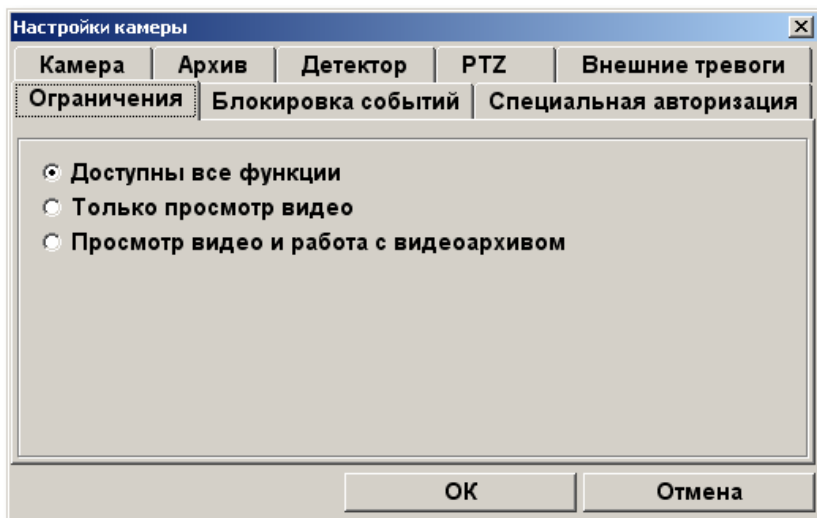 Настройки камеры
Камера Архив Детектор PTZ Внешние тревоги
Ограничения Блокировка событий Специальная авторизация
Доступны все функции
Только просмотр видео
Просмотр видео и работа с видеоархивом
ОК Отмена